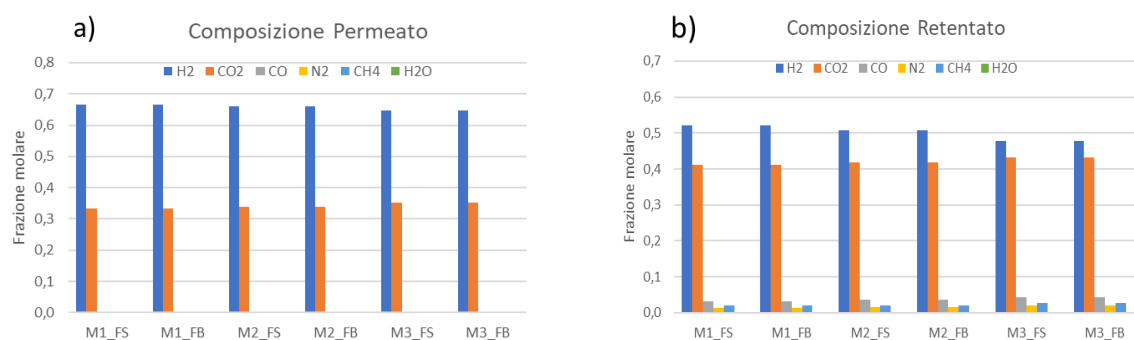 a)
Composizione Permeato
H2 CO2 CO N2 CH4 H2O
Frazione molare
0,8
0,7
0,6
0,5
0,4
0,3
0,2
0,1
0,0
M1_FS M1_FB M2_FS M2_FB M3_FS M3_FB
b)
Composizione Retentato
H2 CO2 CO N2 CH4 H2O
Frazione molare
0,7
0,6
0,5
0,4
0,3
0,2
0,1
0,0
M1_FS M1_FB M2_FS M2_FB M3_FS M3_FB